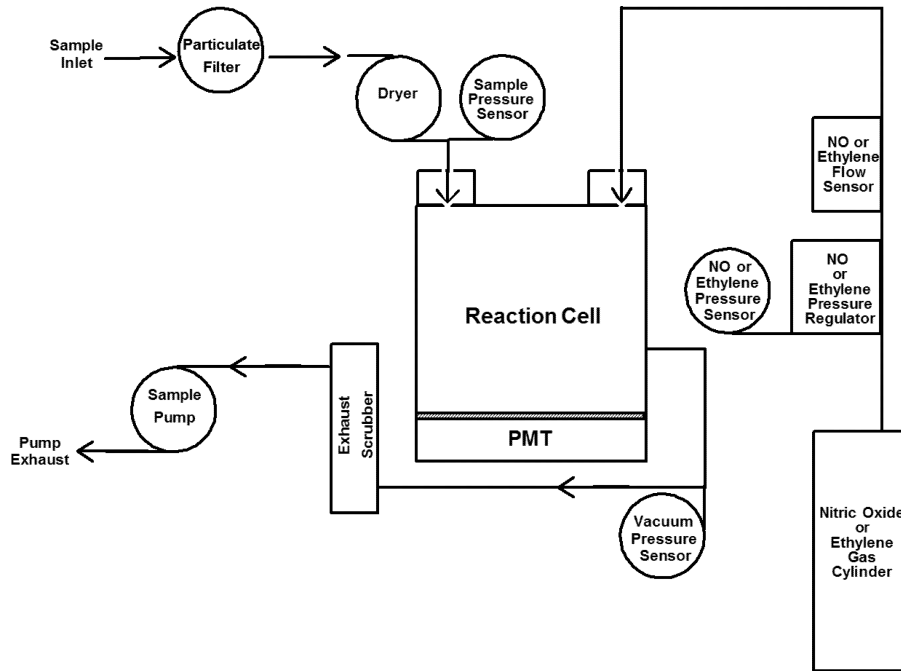 Sample
Inlet
Particulate
Filter
Dryer
Sample
Pressure
Sensor
NO or
Ethylene
Flow
Sensor
NO or
Ethylene
Pressure
Sensor
NO
or
Ethylene
Pressure
Regulator
Reaction Cell
PMT
Exhaust
Scrubber
Sample
Pump
Pump
Exhaust
Vacuum
Pressure
Sensor
Nitric Oxide
or
Ethylene
Gas
Cylinder